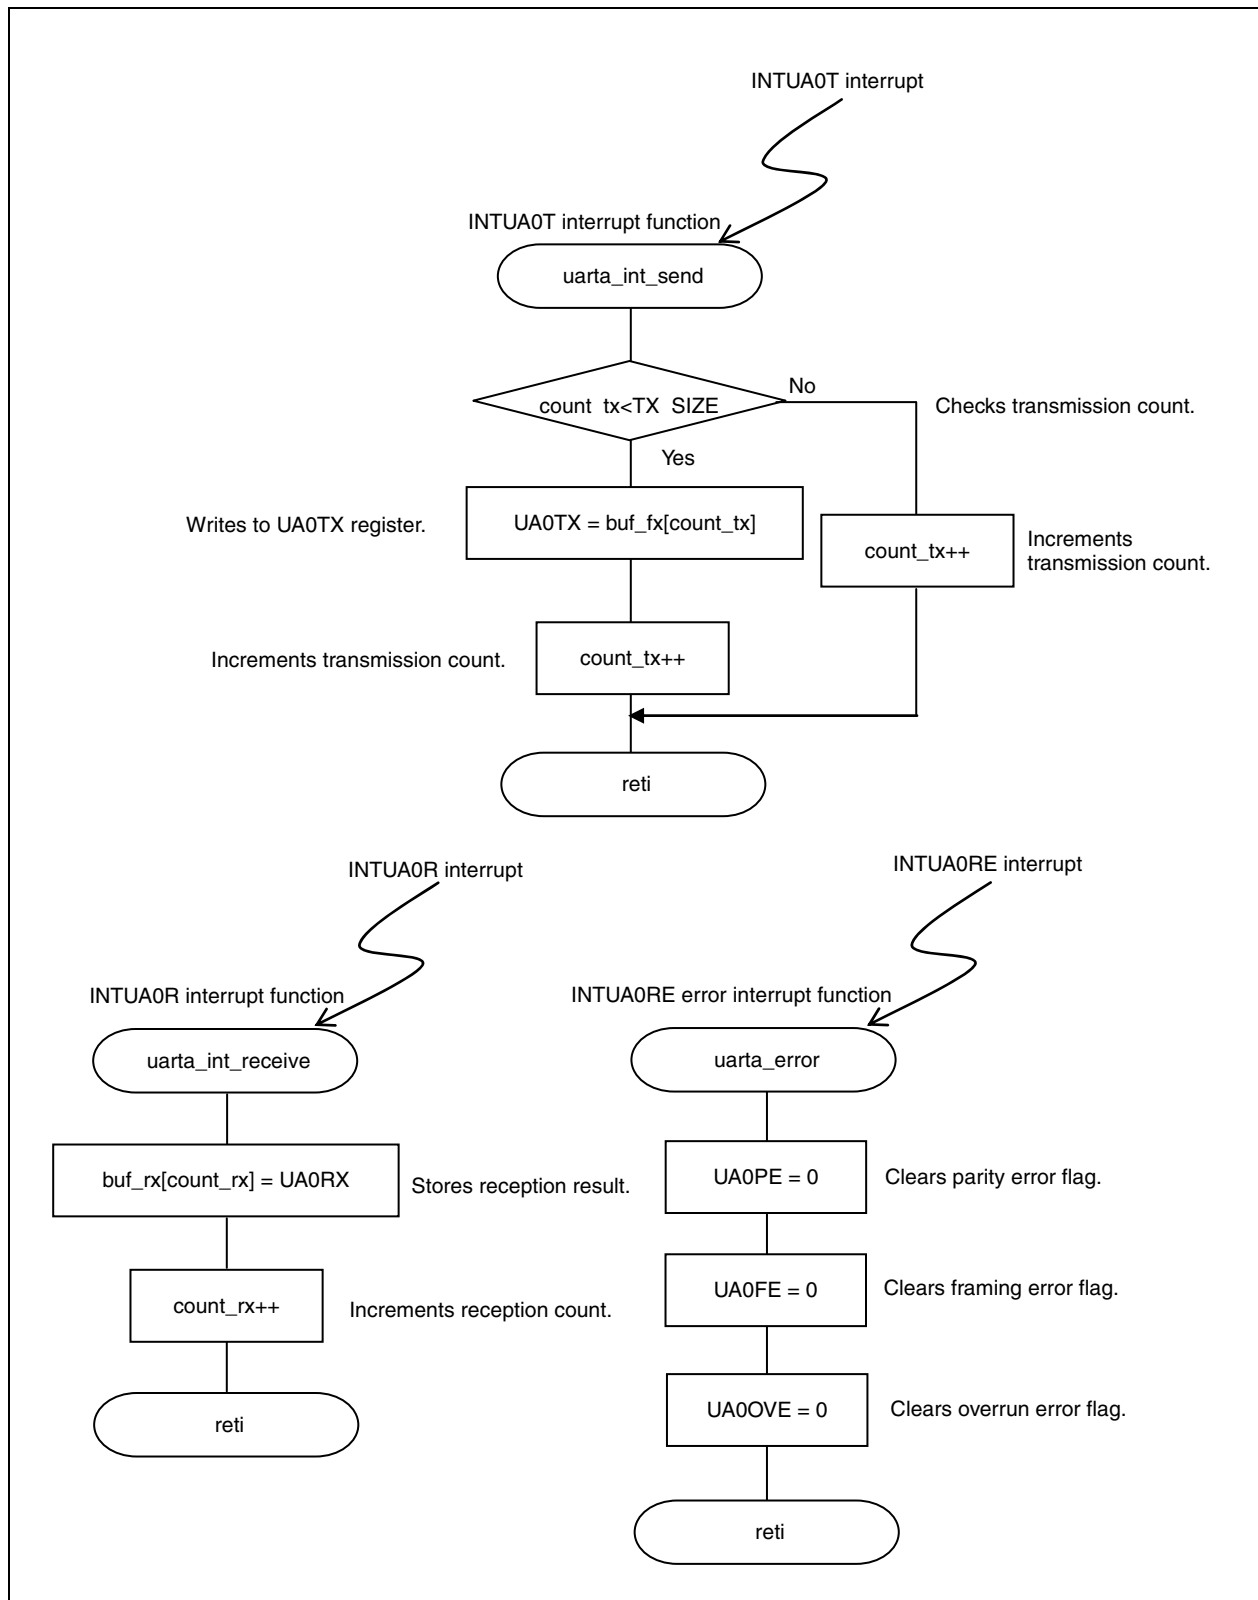 INTUA0T interrupt
INTUA0T interrupt function
uarta_int_send
No
count tx<TX SIZE
Checks transmission count.
Yes
Writes to UA0TX register.
UA0TX = buf_fx[count_tx]
count_tx++
Increments
transmission count.
Increments transmission count.
count_tx++
reti
INTUA0R interrupt
INTUA0R interrupt function
uarta_int_receive
buf_rx[count_rx] = UA0RX
Stores reception result.
count_rx++
Increments reception count.
reti
INTUA0RE interrupt
INTUA0RE error interrupt function
uarta_error
UA0PE = 0
Clears parity error flag.
UA0FE = 0
Clears framing error flag.
UA0OVE = 0
Clears overrun error flag.
reti